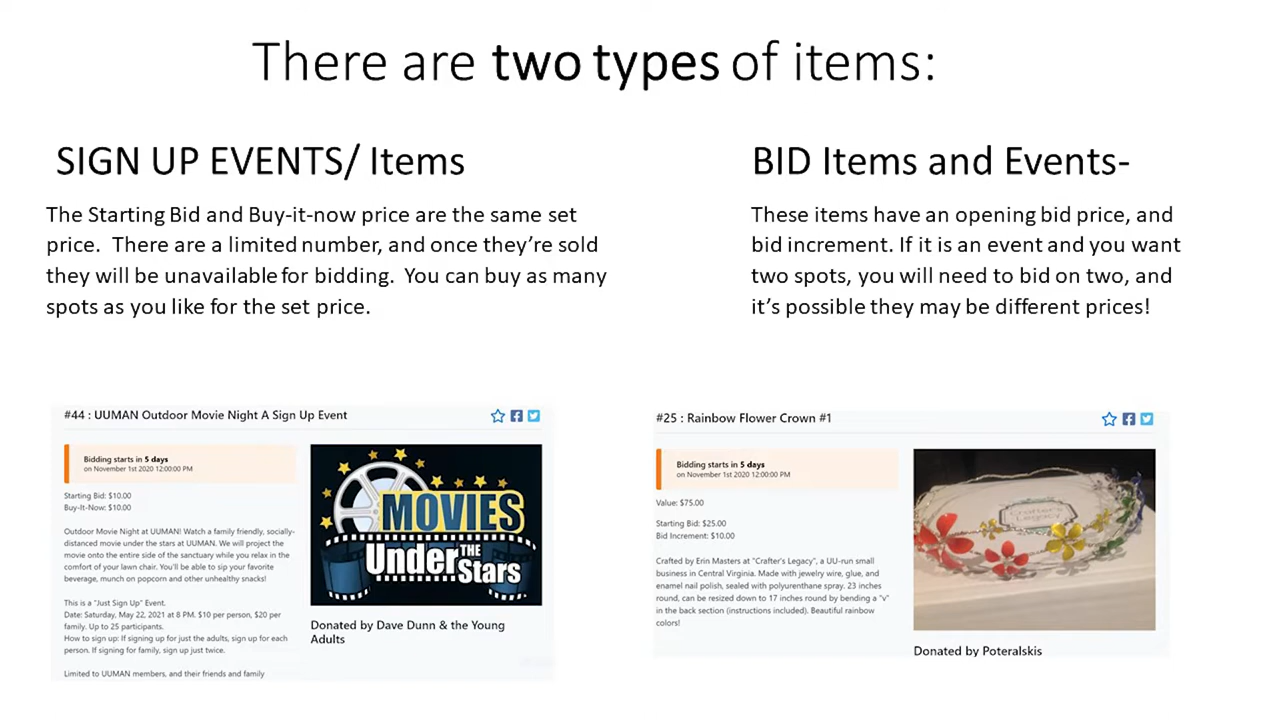 There are two types of items:
SIGN UP EVENTS/ Items
The Starting Bid and Buy-it-now price are the same set
price.  There are a limited number, and once they're sold
they will be unavailable for bidding.  You can buy as many
spots as you like for the set price.
BID Items and Events-
These items have an opening bid price, and
bid increment. If it is an event and you want
two spots, you will need to bid on two, and
it's possible they may be different prices!
#44 : UUMAN Outdoor Movie Night A Sign Up Event
Bidding starts in 5 days
on November 1st 2020 12:00:00 PM
Starting Bid: $10.00
Buy-It-Now: $10.00
Outdoor Movie Night at UUMAN! Watch a family friendly, socially-
distanced movie under the stars at UUMAN. We will project the
movie onto the entire side of the sanctuary while you relax in the
comfort of your lawn chair. You'll be able to sip your favorite
beverage, munch on popcorn and other unhealthy snacks!
This is a "Just Sign Up" Event.
Date: Saturday, May 22, 2021 at 8 PM. $10 per person, $20 per
family. Up to 25 participants.
How to sign up: If signing up for just the adults, sign up for each
person. If signing for family, sign up just twice.
Limited to UUMAN members, and their friends and family
MOVIES
Under THE
Stars
Donated by Dave Dunn & the Young
Adults
#25 : Rainbow Flower Crown #1
Bidding starts in 5 days
on November 1st 2020 12:00:00 PM
Value: $75.00
Starting Bid: $25.00
Bid Increment: $10.00
Crafted by Erin Masters at "Crafter's Legacy", a UU-run small
business in Central Virginia. Made with jewelry wire, glue, and
enamel nail polish, sealed with polyurethane spray. 23 inches
round, can be resized down to 17 inches round by bending a "v"
in the back section (instructions included). Beautiful rainbow
colors!
Crafter's
Legacy
Donated by Poteralskis